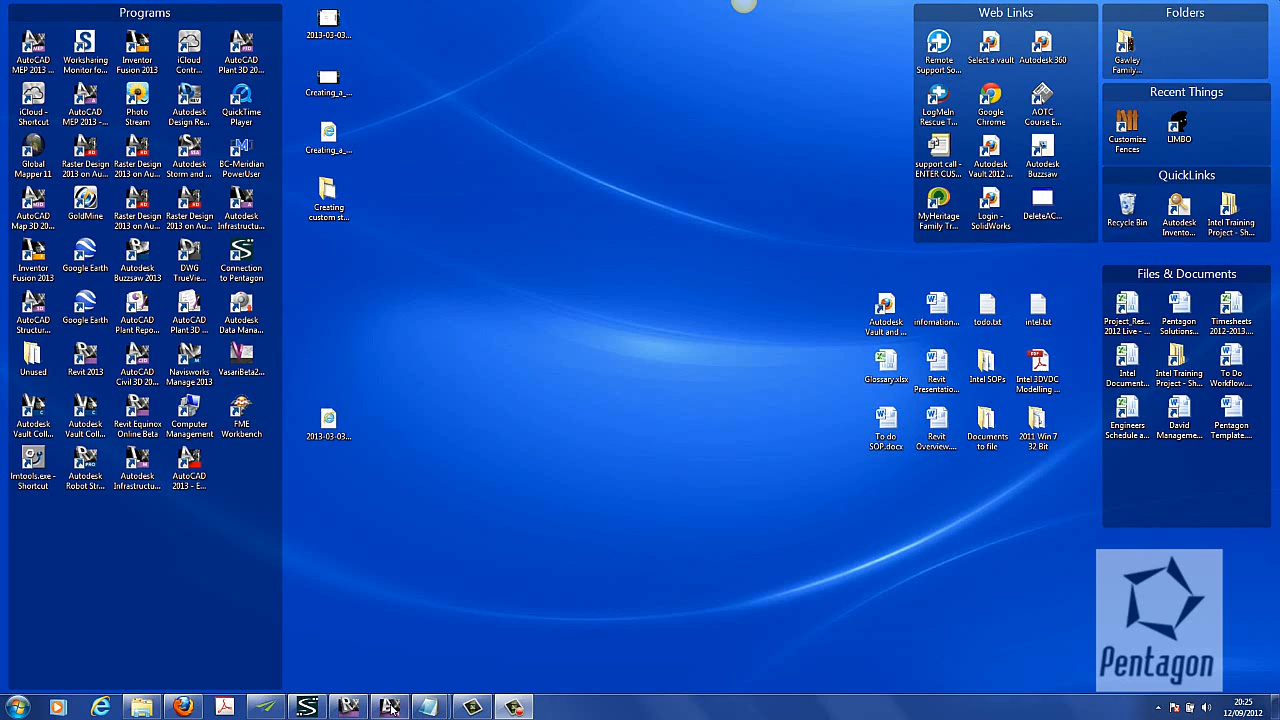 Programs
AutoCAD MEP 2013 ...
Worksharing Monitor fo...
Inventor Fusion 2013
iCloud Contr...
AutoCAD Plant 3D 20...
iCloud - Shortcut
AutoCAD MEP 2013 -...
Photo Stream
Autodesk Design Re...
QuickTime Player
Global Mapper 11
Raster Design 2013 on Au...
Raster Design 2013 on Au...
Autodesk Storm and ...
BC-Meridian PowerUser
AutoCAD Map 3D 20...
GoldMine
Raster Design 2013 on Au...
Raster Design 2013 on Au...
Autodesk Infrastructu...
Inventor Fusion 2013
Google Earth
Autodesk Buzzsaw 2013
DWG TrueVie...
Connection to Pentagon
AutoCAD Structur...
Google Earth
AutoCAD Plant Repo...
AutoCAD Plant 3D ...
Autodesk Data Mana...
Unused
Revit 2013
AutoCAD Civil 3D 20...
Navisworks Manage 2013
VasariBeta2...
Autodesk Vault Coll...
Autodesk Vault Coll...
Revit Equinox Online Beta
Computer Management
FME Workbench
lmtools.exe - Shortcut
Autodesk Robot Str...
Autodesk Infrastructu...
AutoCAD 2013 - E...
2013-03-03...
Creating_a_...
Creating_a_...
Creating custom st...
2013-03-03...
Web Links
Remote Support So...
Select a vault
Autodesk 360
LogMeIn Rescue T...
Google Chrome
AOTC Course E...
support call - ENTER CUS...
Autodesk Vault 2012 ...
Autodesk Buzzsaw
MyHeritage Family Tr...
Login - SolidWorks
DeleteAC...
Autodesk Vault and ...
infomation...
todo.txt
intel.txt
Glossary.xlsx
Revit Presentatio...
Intel SOPs
Intel 3DVDC Modelling ...
To do SOP.docx
Revit Overview....
Documents to file
2011 Win 7 32 Bit
Folders
Gawley Family...
Recent Things
Customize Fences
LIMBO
QuickLinks
Recycle Bin
Autodesk Invento...
Intel Training Project - Sh...
Files & Documents
Project_Res... 2012 Live - ...
Pentagon Solutions...
Timesheets 2012-2013....
Intel Document...
Intel Training Project - Sh...
To Do Workflow....
Engineers Schedule a...
David Manageme...
Pentagon Template....
Pentagon
20:25
12/09/2012